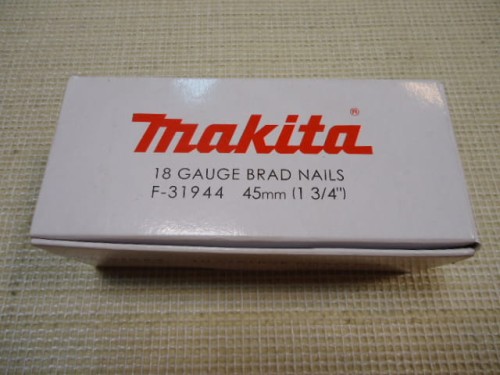 makita®
18 GAUGE BRAD NAILS
F-31944 45mm (1 3/4")